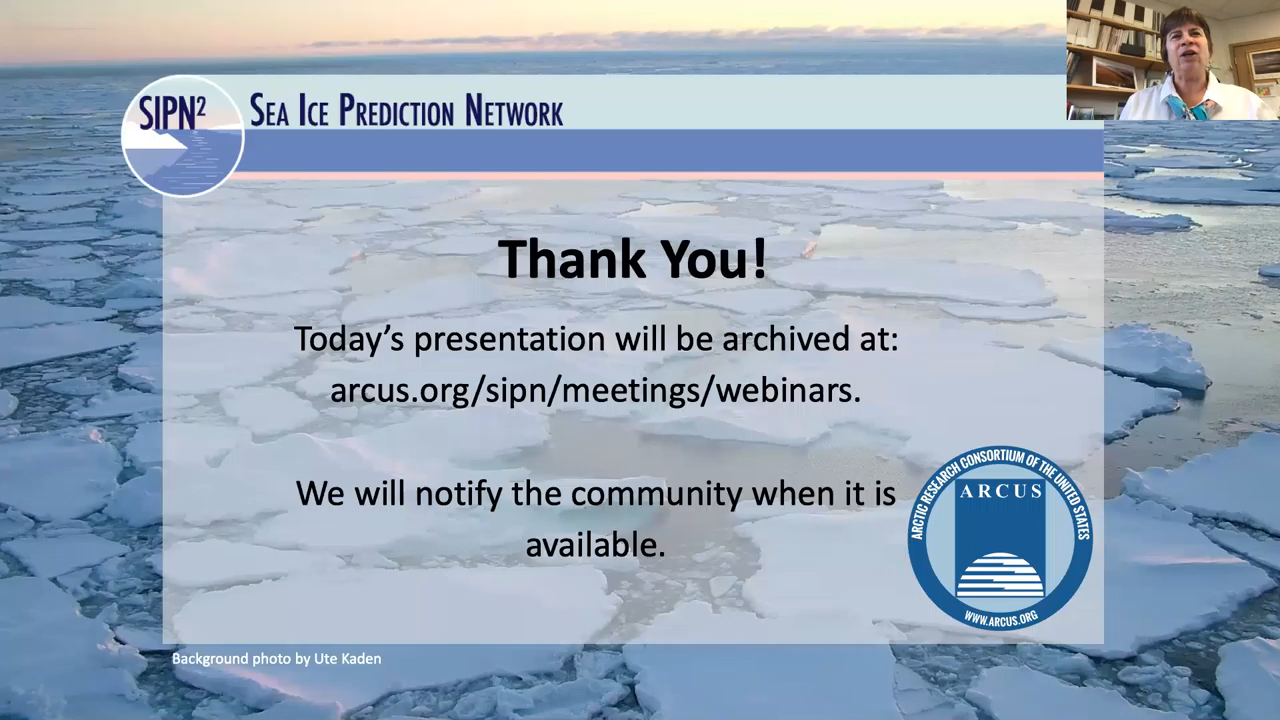 SIPN²
SEA ICE PREDICTION NETWORK
Thank You!
Today’s presentation will be archived at:
arcus.org/sipn/meetings/webinars.
We will notify the community when it is
available.
ARCTIC RESEARCH CONSORTIUM OF THE UNITED STATES
ARCUS
WWW.ARCUS.ORG
Background photo by Ute Kaden